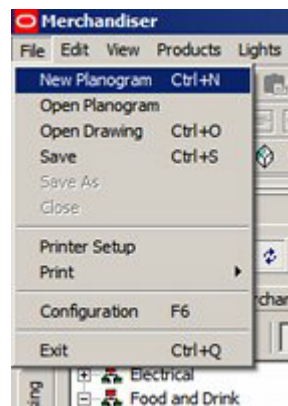 Merchandiser
File Edit View Products Lights
New Planogram Ctrl+N
Open Planogram
Open Drawing Ctrl+O
Save Ctrl+S
Save As
Close
Printer Setup
Print
Configuration F6
Exit Ctrl+Q
Electrical
Food and Drink